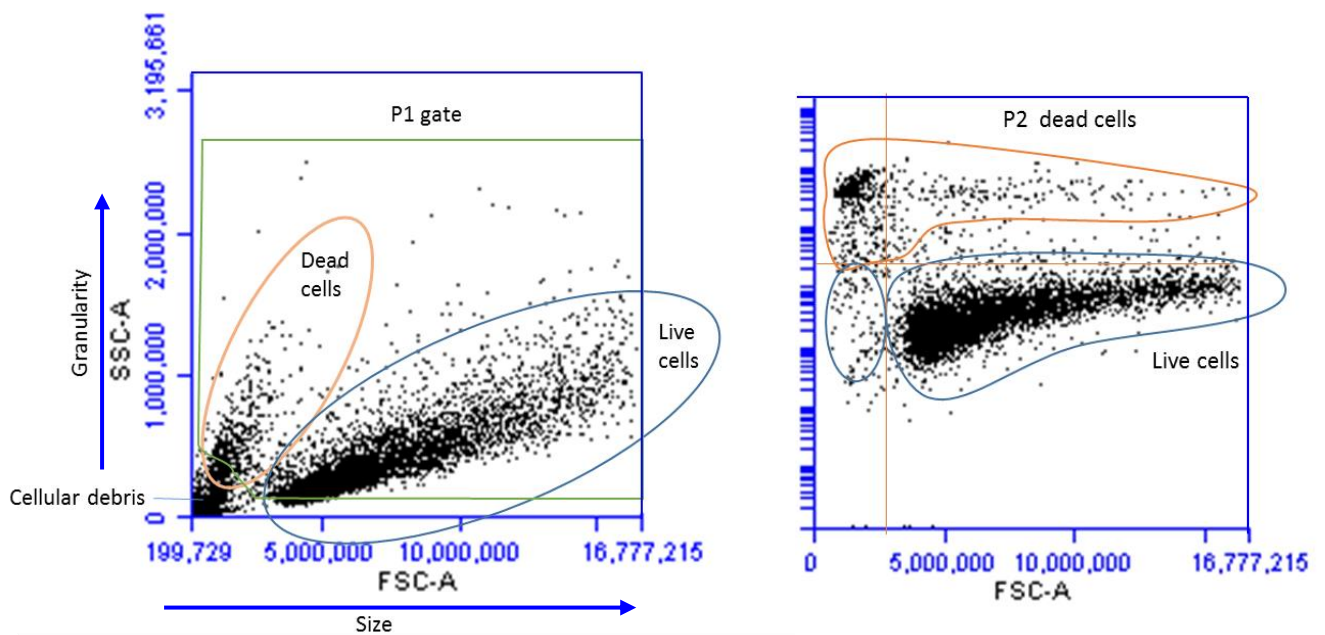 3,195,661
P1 gate
2,000,000
Dead
cells
Granularity
SSC-A
1,000,000
Live
cells
Cellular debris
0
199,729
5,000,000
10,000,000
16,777,215
FSC-A
Size
P2 dead cells
Live cells
0
5,000,000
10,000,000
16,777,215
FSC-A